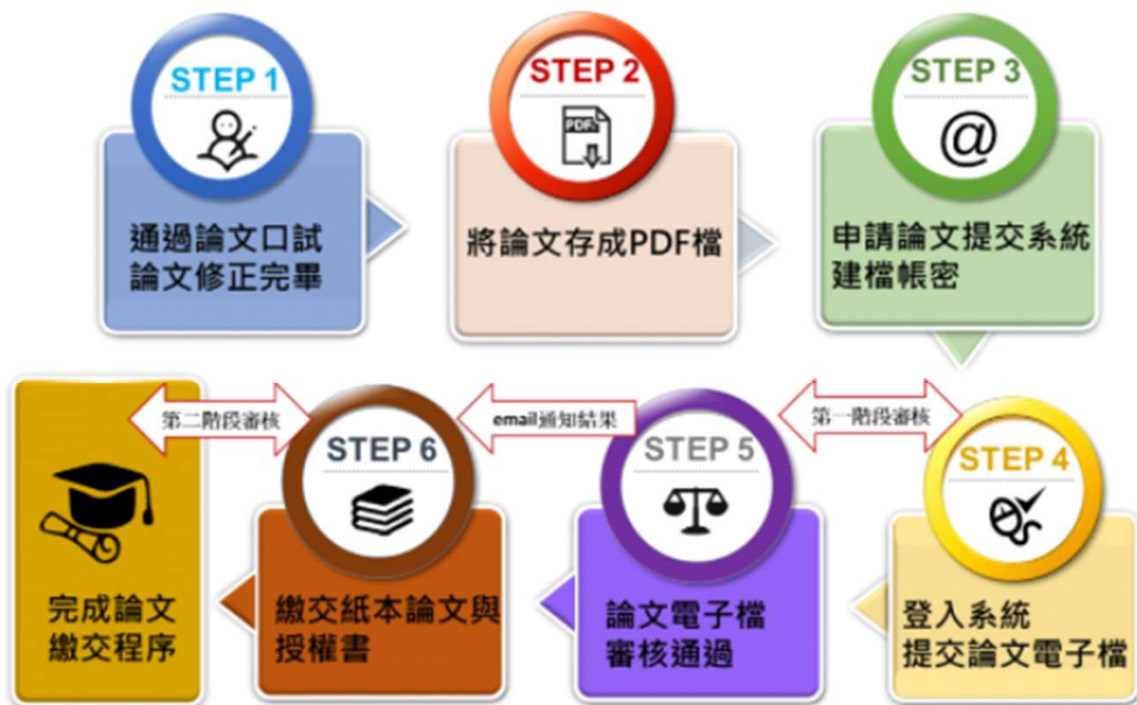 STEP 1
通過論文口試
論文修正完畢
STEP 2
PDF
將論文存成PDF檔
STEP 3
@
申請論文提交系統
建檔帳密
第一階段審核
STEP 4
登入系統
提交論文電子檔
email通知結果
STEP 5
論文電子檔
審核通過
第二階段審核
STEP 6
繳交紙本論文與
授權書
完成論文
繳交程序